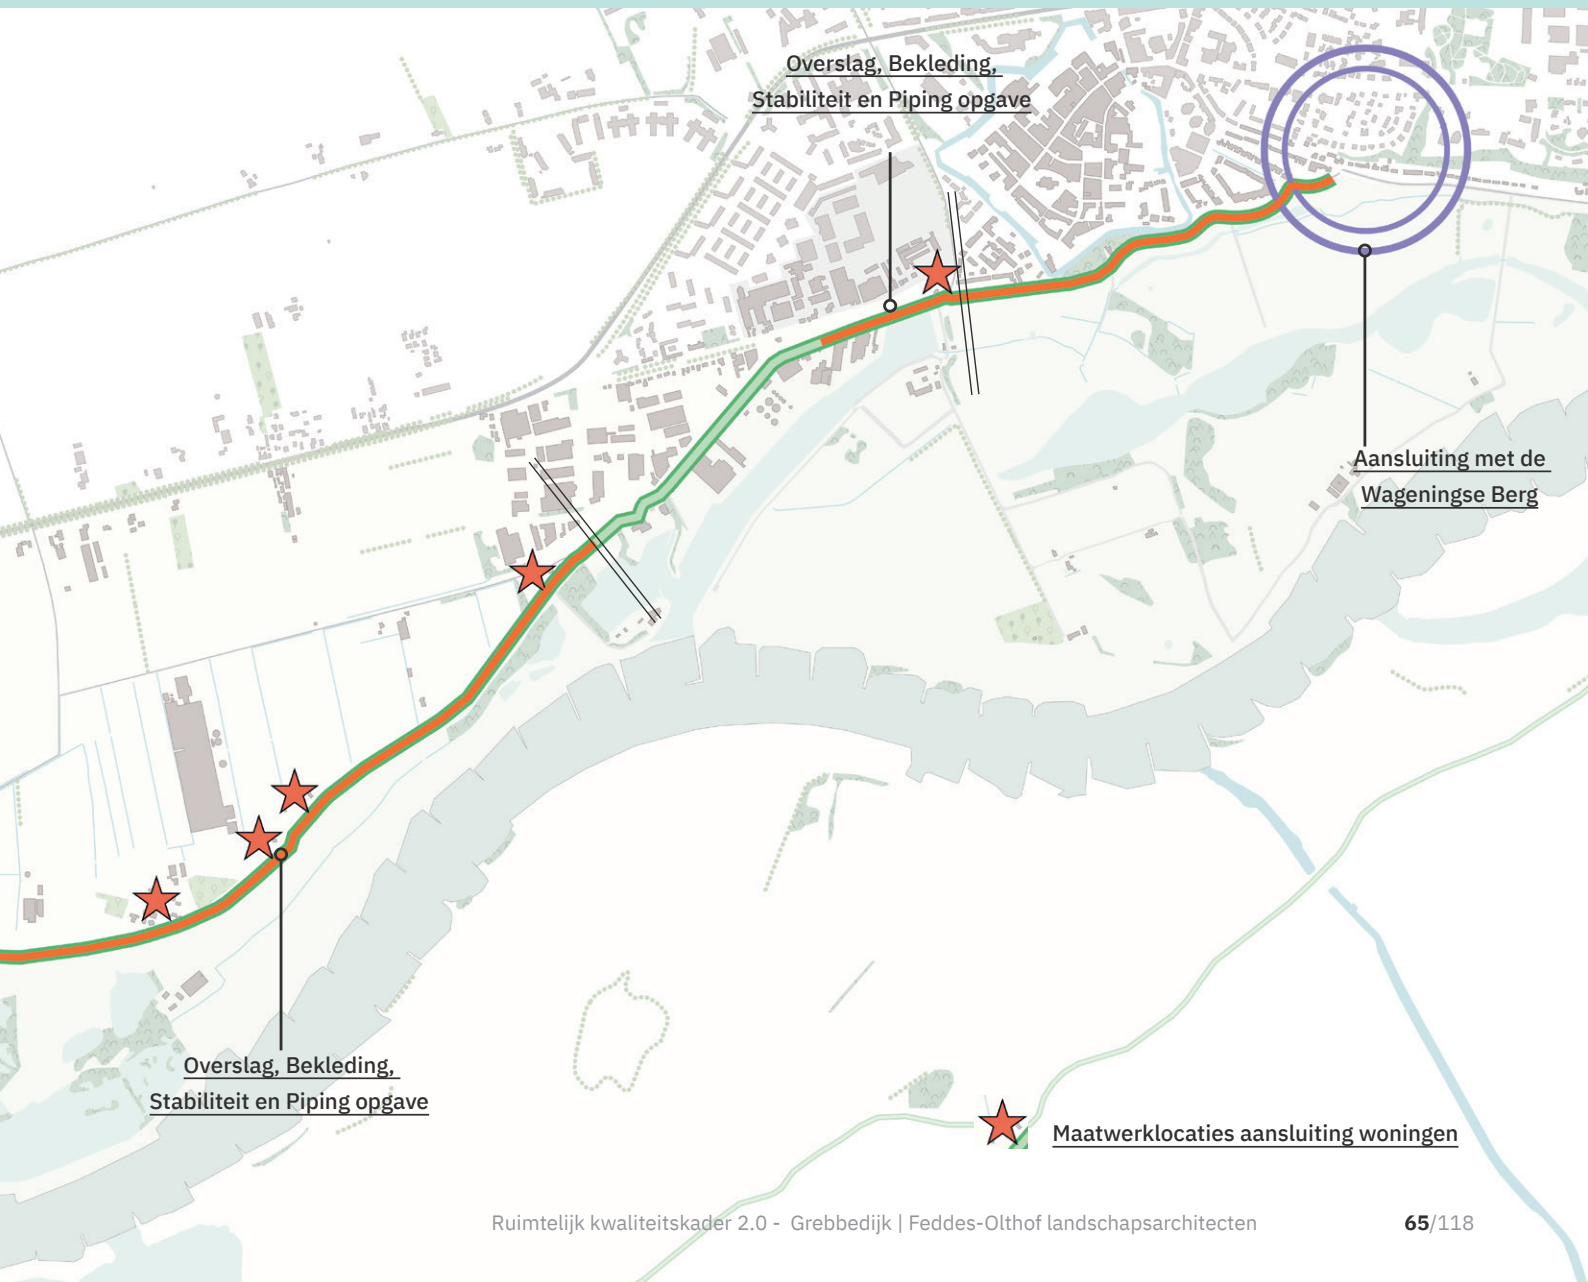 Overslag, Bekleding,
Stabiliteit en Piping opgave
Aansluiting met de
Wageningse Berg
Overslag, Bekleding,
Stabiliteit en Piping opgave
Maatwerklocaties aansluiting woningen
Ruimtelijk kwaliteitskader 2.0 - Grebbedijk | Feddes-Olthof landschapsarchitecten
65/118